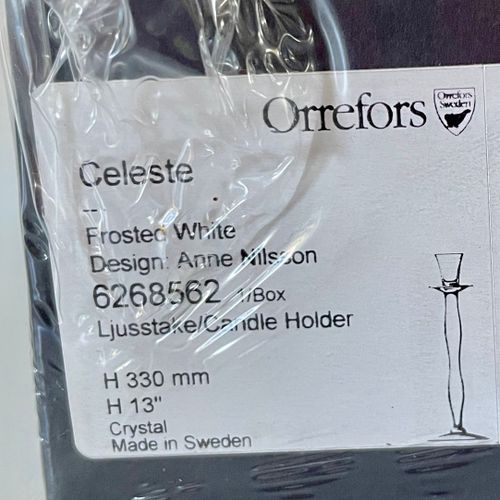 Orrefors
Orrefors
Sweden
Celeste
--
Frosted White
Design: Anne Nilsson
6268562 1/Box
Ljusstake/Candle Holder
H 330 mm
H 13"
Crystal
Made in Sweden